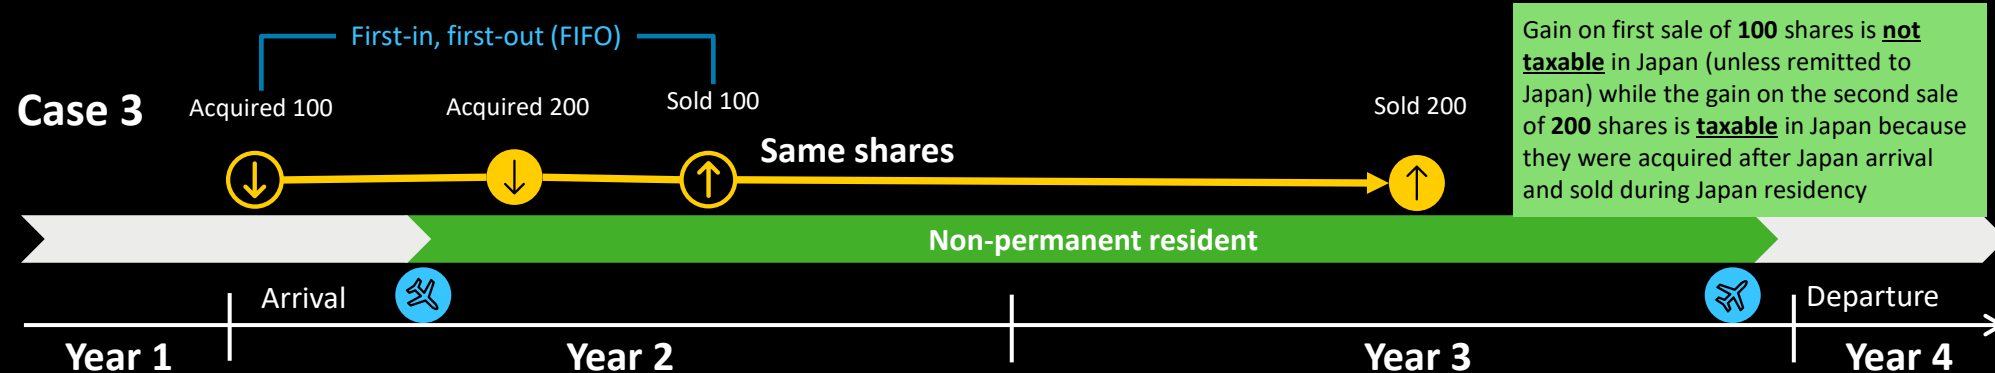 First-in, first-out (FIFO)
Case 3
Acquired 100
Acquired 200
Sold 100
Same shares
Sold 200
Gain on first sale of 100 shares is not
taxable in Japan (unless remitted to
Japan) while the gain on the second sale
of 200 shares is taxable in Japan because
they were acquired after Japan arrival
and sold during Japan residency
Non-permanent resident
Arrival
Departure
Year 1
Year 2
Year 3
Year 4